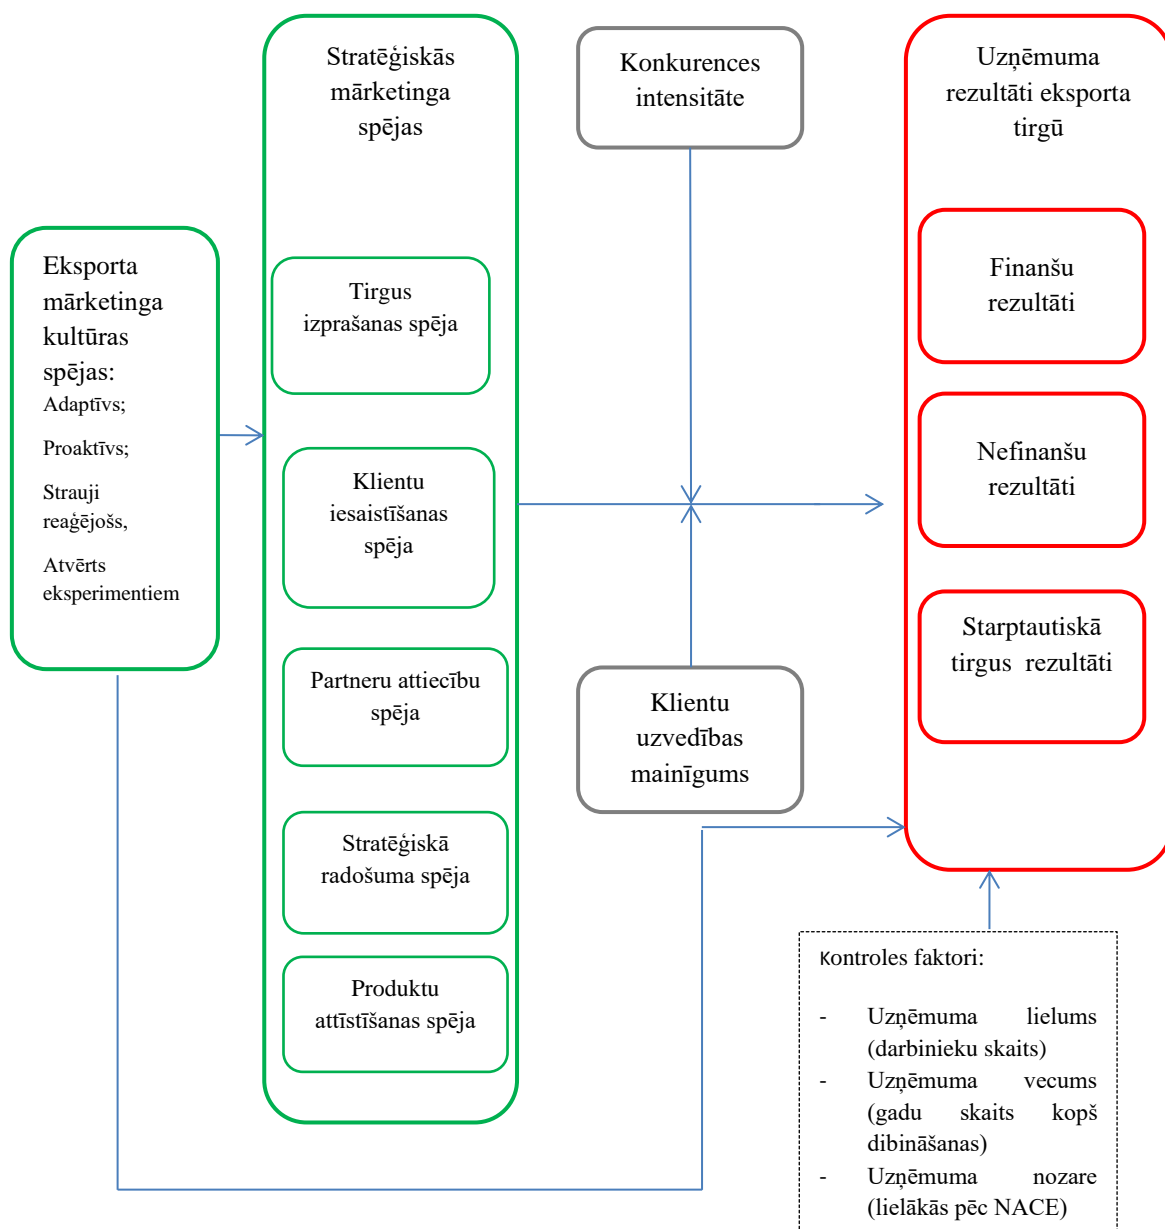 Eksporta
mārketinga
kultūras
spējas:
Adaptīvs;
Proaktīvs;
Strauji
reaģējošs,
Atvērts
eksperimentiem
Stratēģiskās
mārketinga
spējas
Tirgus
izprašanas spēja
Klientu
iesaistīšanas
spēja
Partneru attiecību
spēja
Stratēģiskā
radošuma spēja
Produktu
attīstīšanas spēja
Konkurences
intensitāte
Klientu
uzvedības
mainīgums
Uzņēmuma
rezultāti eksporta
tirgū
Finanšu
rezultāti
Nefinanšu
rezultāti
Starptautiskā
tirgus rezultāti
Kontroles faktori:
- Uzņēmuma lielums
(darbinieku skaits)
- Uzņēmuma vecums
(gadu skaits kopš
dibināšanas)
- Uzņēmuma nozare
(lielākās pēc NACE)